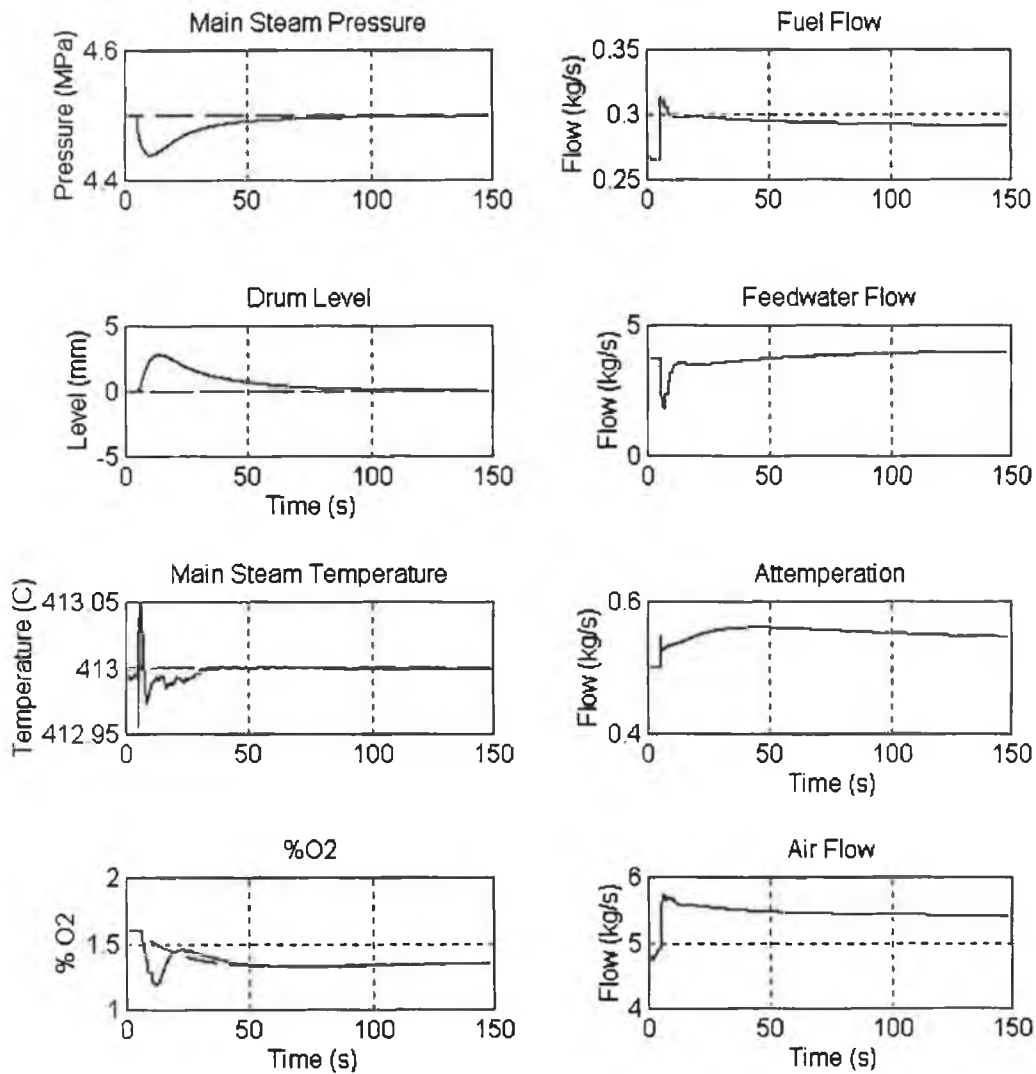 Main Steam Pressure
Pressure (MPa)
4.6
4.4
0 50 100 150
Fuel Flow
Flow (kg/s)
0.35
0.3
0.25
0 50 100 150
Drum Level
Level (mm)
5
0
-5
0 50 100 150
Time (s)
Feedwater Flow
Flow (kg/s)
5
0
0 50 100 150
Main Steam Temperature
Temperature (C)
413.05
413
412.95
0 50 100 150
Attemperation
Flow (kg/s)
0.6
0.4
0 50 100 150
Time (s)
%O2
% O2
2
1.5
1
0 50 100 150
Time (s)
Air Flow
Flow (kg/s)
6
5
4
0 50 100 150
Time (s)